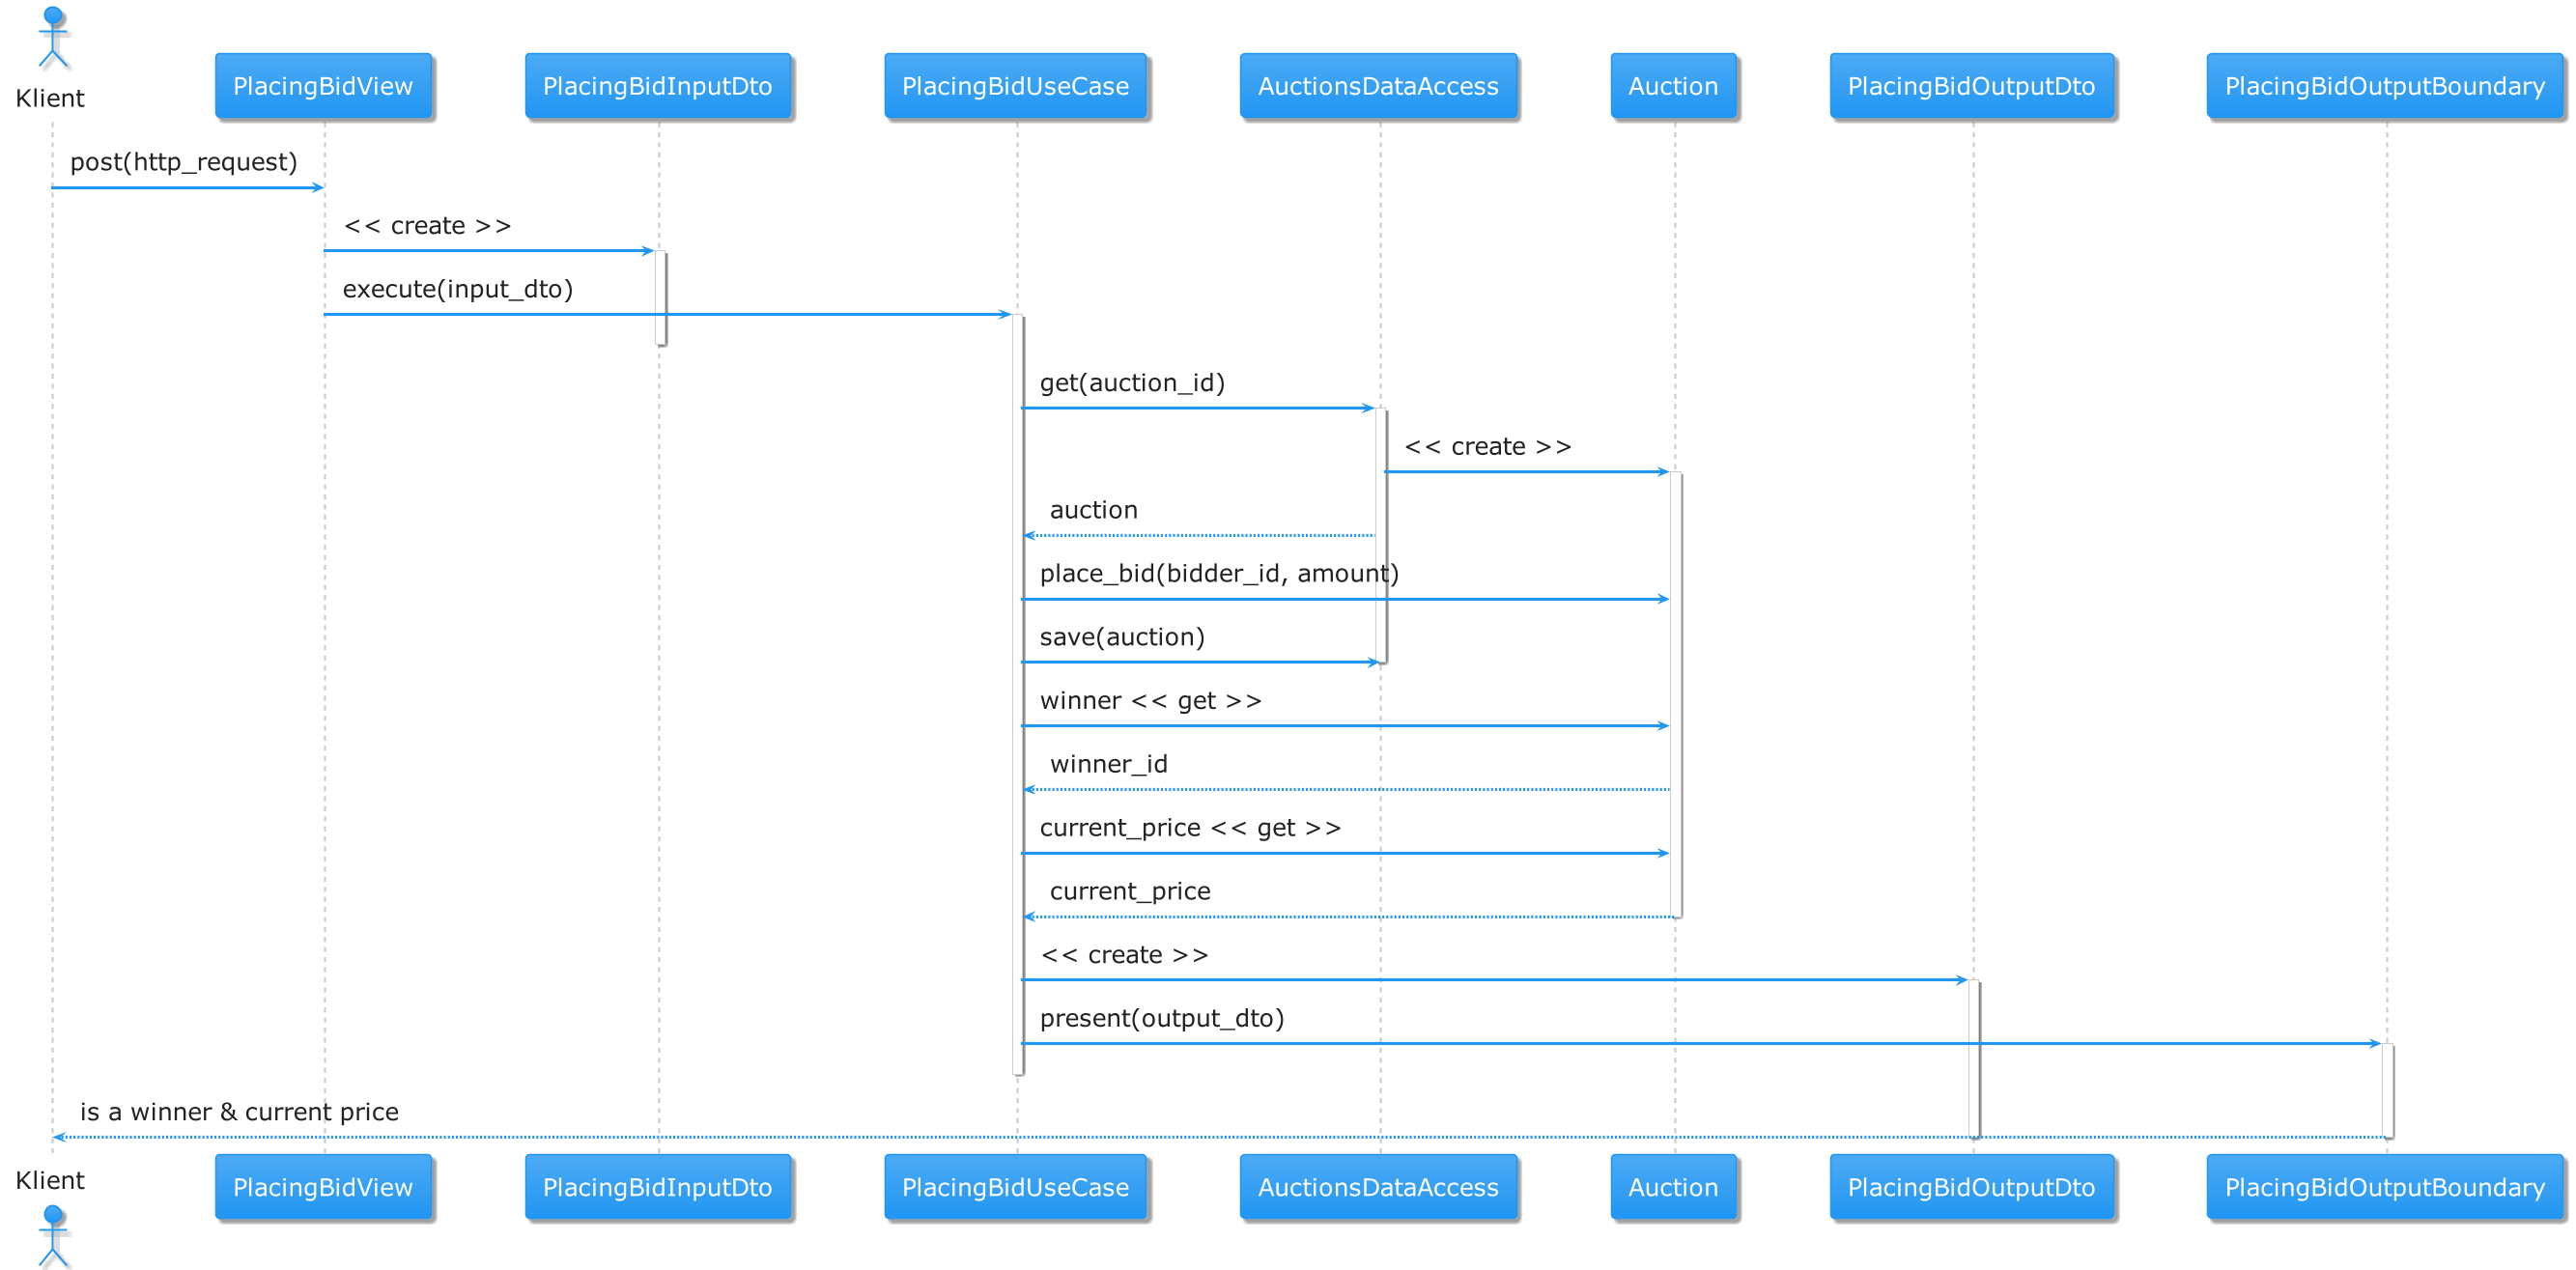 Klient
PlacingBidView
PlacingBidInputDto
PlacingBidUseCase
AuctionsDataAccess
Auction
PlacingBidOutputDto
PlacingBidOutputBoundary
post(http_request)
<< create >>
execute(input_dto)
get(auction_id)
<< create >>
auction
place_bid(bidder_id, amount)
save(auction)
winner << get >>
winner_id
current_price << get >>
current_price
<< create >>
present(output_dto)
is a winner & current price
Klient
PlacingBidView
PlacingBidInputDto
PlacingBidUseCase
AuctionsDataAccess
Auction
PlacingBidOutputDto
PlacingBidOutputBoundary